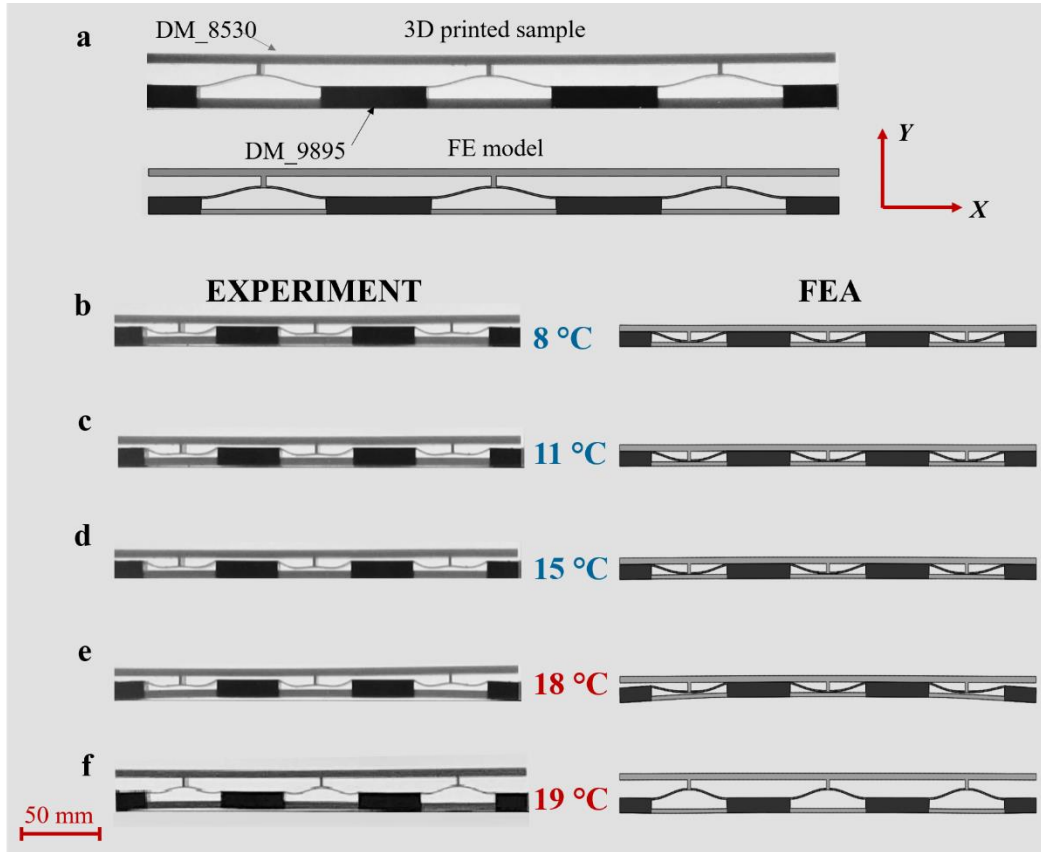 a
DM_8530
3D printed sample
DM_9895
FE model
Y
X
EXPERIMENT
FEA
b
8 °C
c
11 °C
d
15 °C
e
18 °C
f
19 °C
50 mm